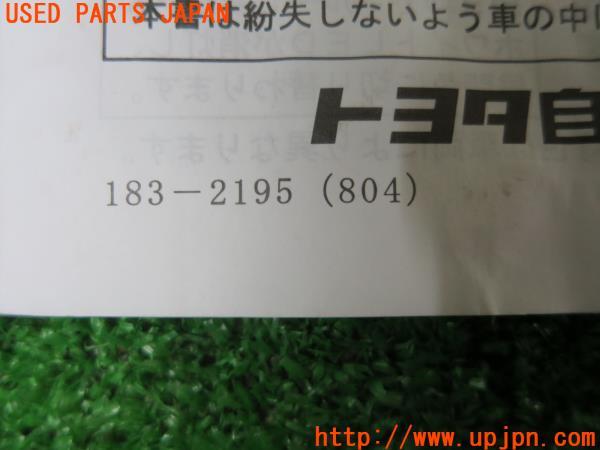 USED PARTS JAPAN
本書は紛失しないよう車の中に
トヨタ自
183－2195 (804)
http://www.upjpn.com/